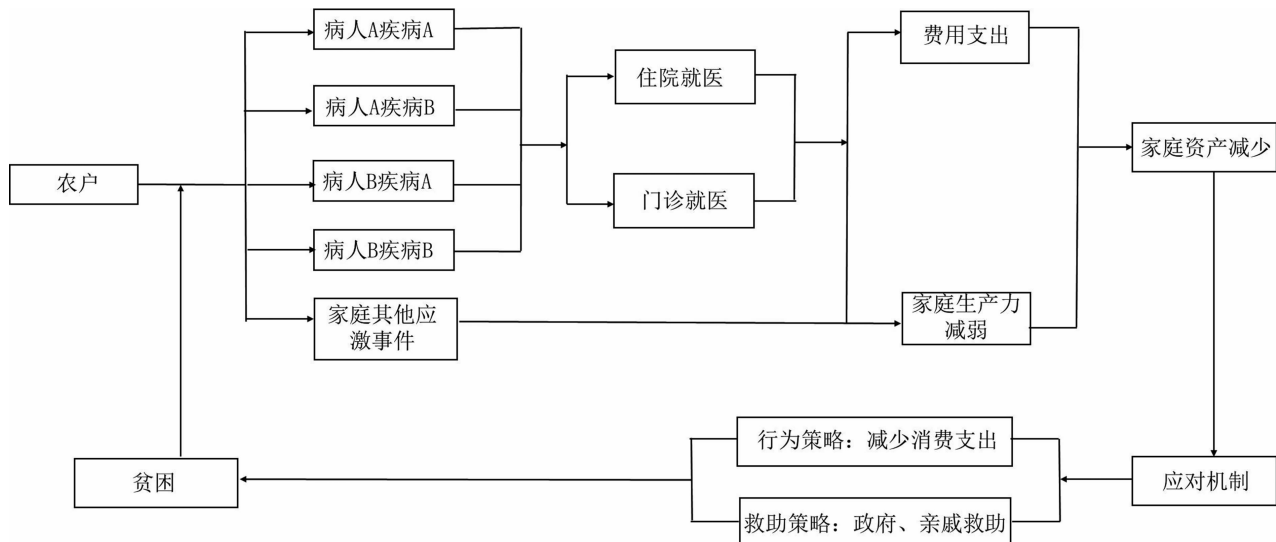 农户
病人A疾病A
病人A疾病B
病人B疾病A
病人B疾病B
家庭其他应
激事件
住院就医
门诊就医
费用支出
家庭生产力
减弱
家庭资产减少
应对机制
行为策略：减少消费支出
救助策略：政府、亲戚救助
贫困